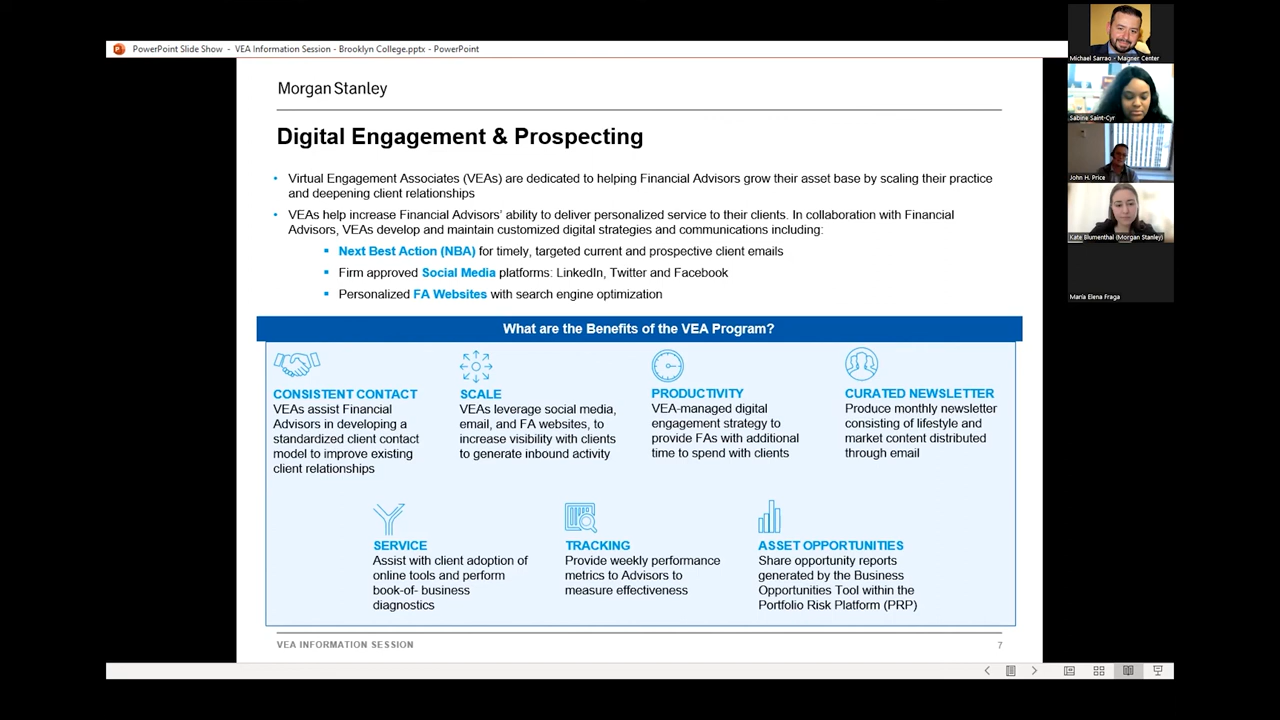 PowerPoint Slide Show - VEA Information Session - Brooklyn College.pptx - PowerPoint
Morgan Stanley
Digital Engagement & Prospecting
• Virtual Engagement Associates (VEAs) are dedicated to helping Financial Advisors grow their asset base by scaling their practice
and deepening client relationships
• VEAs help increase Financial Advisors' ability to deliver personalized service to their clients. In collaboration with Financial
Advisors, VEAs develop and maintain customized digital strategies and communications including:
▪ Next Best Action (NBA) for timely, targeted current and prospective client emails
▪ Firm approved Social Media platforms: LinkedIn, Twitter and Facebook
▪ Personalized FA Websites with search engine optimization
What are the Benefits of the VEA Program?
CONSISTENT CONTACT
VEAs assist Financial
Advisors in developing a
standardized client contact
model to improve existing
client relationships
SCALE
VEAs leverage social media,
email, and FA websites, to
increase visibility with clients
to generate inbound activity
PRODUCTIVITY
VEA-managed digital
engagement strategy to
provide FAs with additional
time to spend with clients
CURATED NEWSLETTER
Produce monthly newsletter
consisting of lifestyle and
market content distributed
through email
SERVICE
Assist with client adoption of
online tools and perform
book-of- business
diagnostics
TRACKING
Provide weekly performance
metrics to Advisors to
measure effectiveness
ASSET OPPORTUNITIES
Share opportunity reports
generated by the Business
Opportunities Tool within the
Portfolio Risk Platform (PRP)
VEA INFORMATION SESSION
7
Michael Sarrao - Magner Center
Sabine Saint-Cyr
John H. Price
Kate Blumenthal (Morgan Stanley)
María Elena Fraga